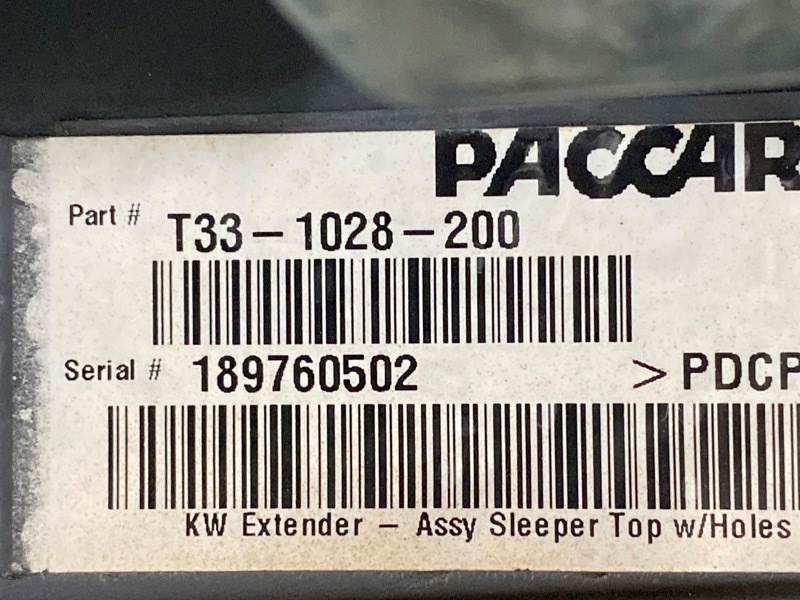 PACCAR
Part # T33-1028-200
Serial # 189760502 > PDCP
KW Extender - Assy Sleeper Top w/Holes